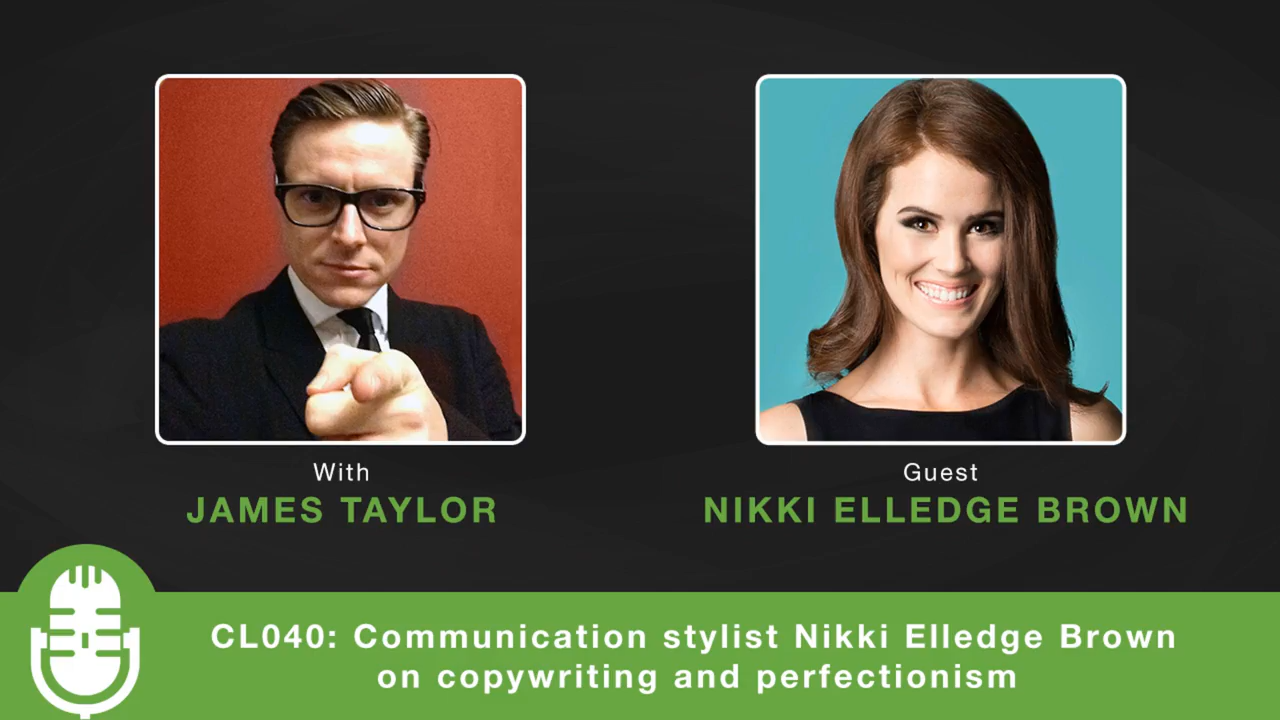 With
JAMES TAYLOR
Guest
NIKKI ELLEDGE BROWN
CL040: Communication stylist Nikki Elledge Brown
on copywriting and perfectionism